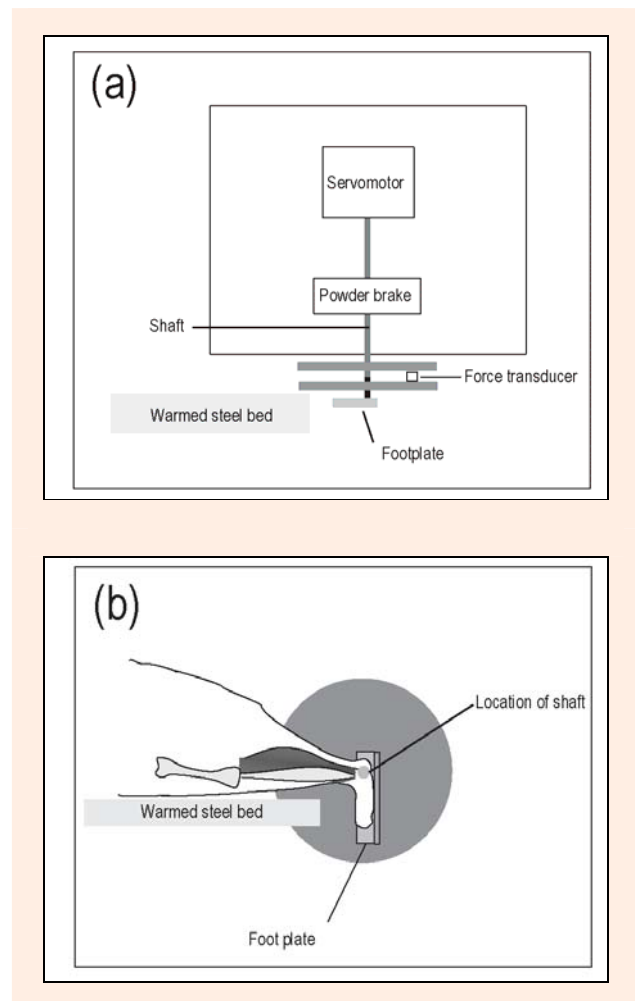 (a)
Servomotor
Powder brake
Shaft
Force transducer
Warmed steel bed
Footplate
(b)
Location of shaft
Warmed steel bed
Foot plate